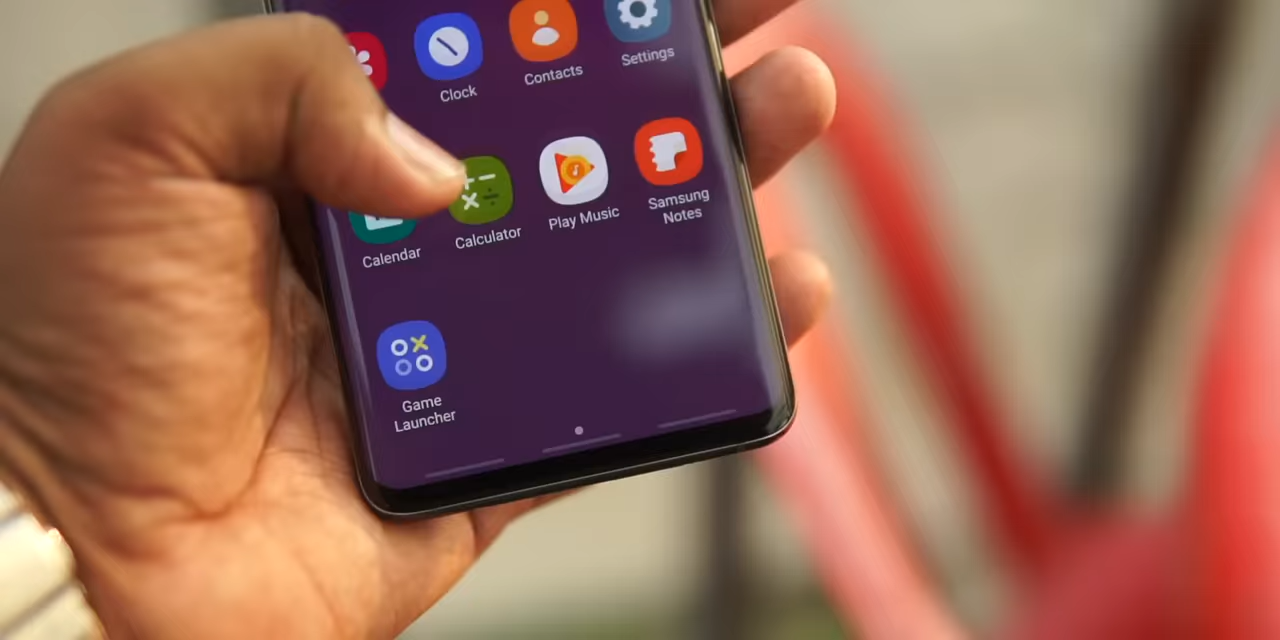 Clock
Contacts
Settings
Calendar
Calculator
Play Music
Samsung
Notes
Game
Launcher